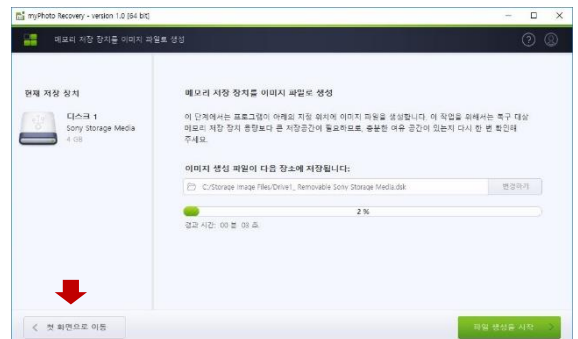 myPhoto Recovery - version 1.0 [64 bit]
메모리 저장 장치를 이미지 파일로 생성
현재 저장 장치
디스크 1
Sony Storage Media
4 GB
메모리 저장 장치를 이미지 파일로 생성
이 단계에서는 프로그램이 아래의 지정 위치에 이미지 파일을 생성합니다. 이 작업을 위해서는 복구 대상
메모리 저장 장치 용량보다 큰 저장공간이 필요하므로, 충분한 여유 공간이 있는지 다시 한 번 확인해
주세요.
이미지 생성 파일이 다음 장소에 저장됩니다:
C:/Storage Image Files/Drive1_ Removable Sony Storage Media.dsk
변경하기
2 %
경과 시간: 00 분 03 초.
첫 화면으로 이동
파일 생성을 시작